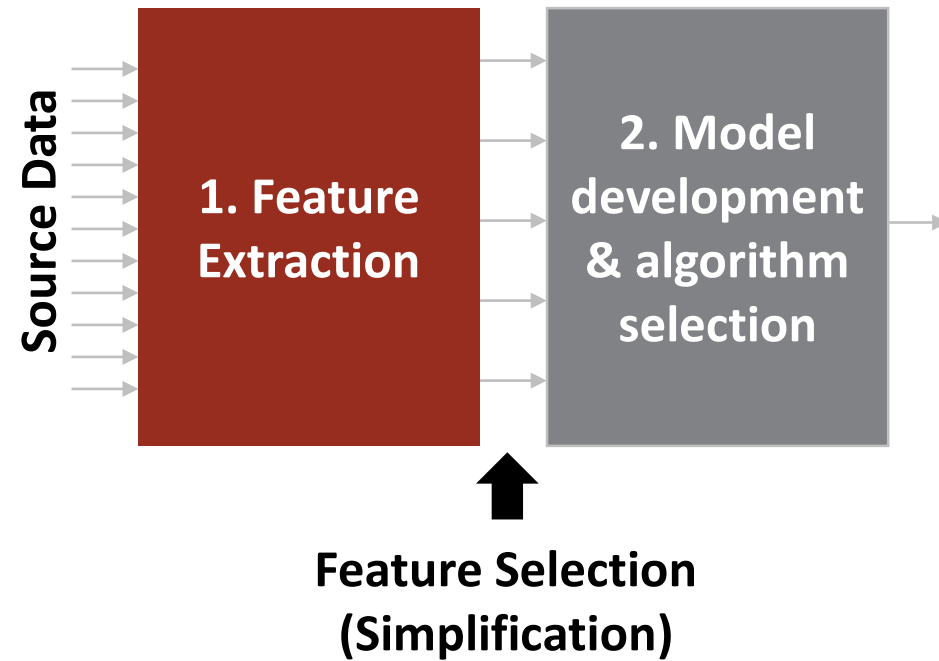 Source Data
1. Feature
Extraction
2. Model
development
& algorithm
selection
Feature Selection
(Simplification)